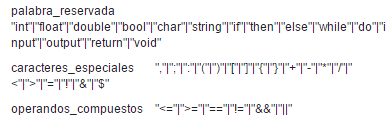 palabra_reservada
"int"|"float"|"double"|"bool"|"char"|"string"|"if"|"then"|"else"|"while"|"do"|"i
nput"|"output"|"return"|"void"
caracteres_especiales ","|";"|":"|"("|")"|"["|"]"|"{"|"}"|"+"|"-"|"*"|"/"|"
<"|">"|"="|"!"|"&"|"$"
operandos_compuestos "<="|">="|"=="|"!="|"&&"|"||"